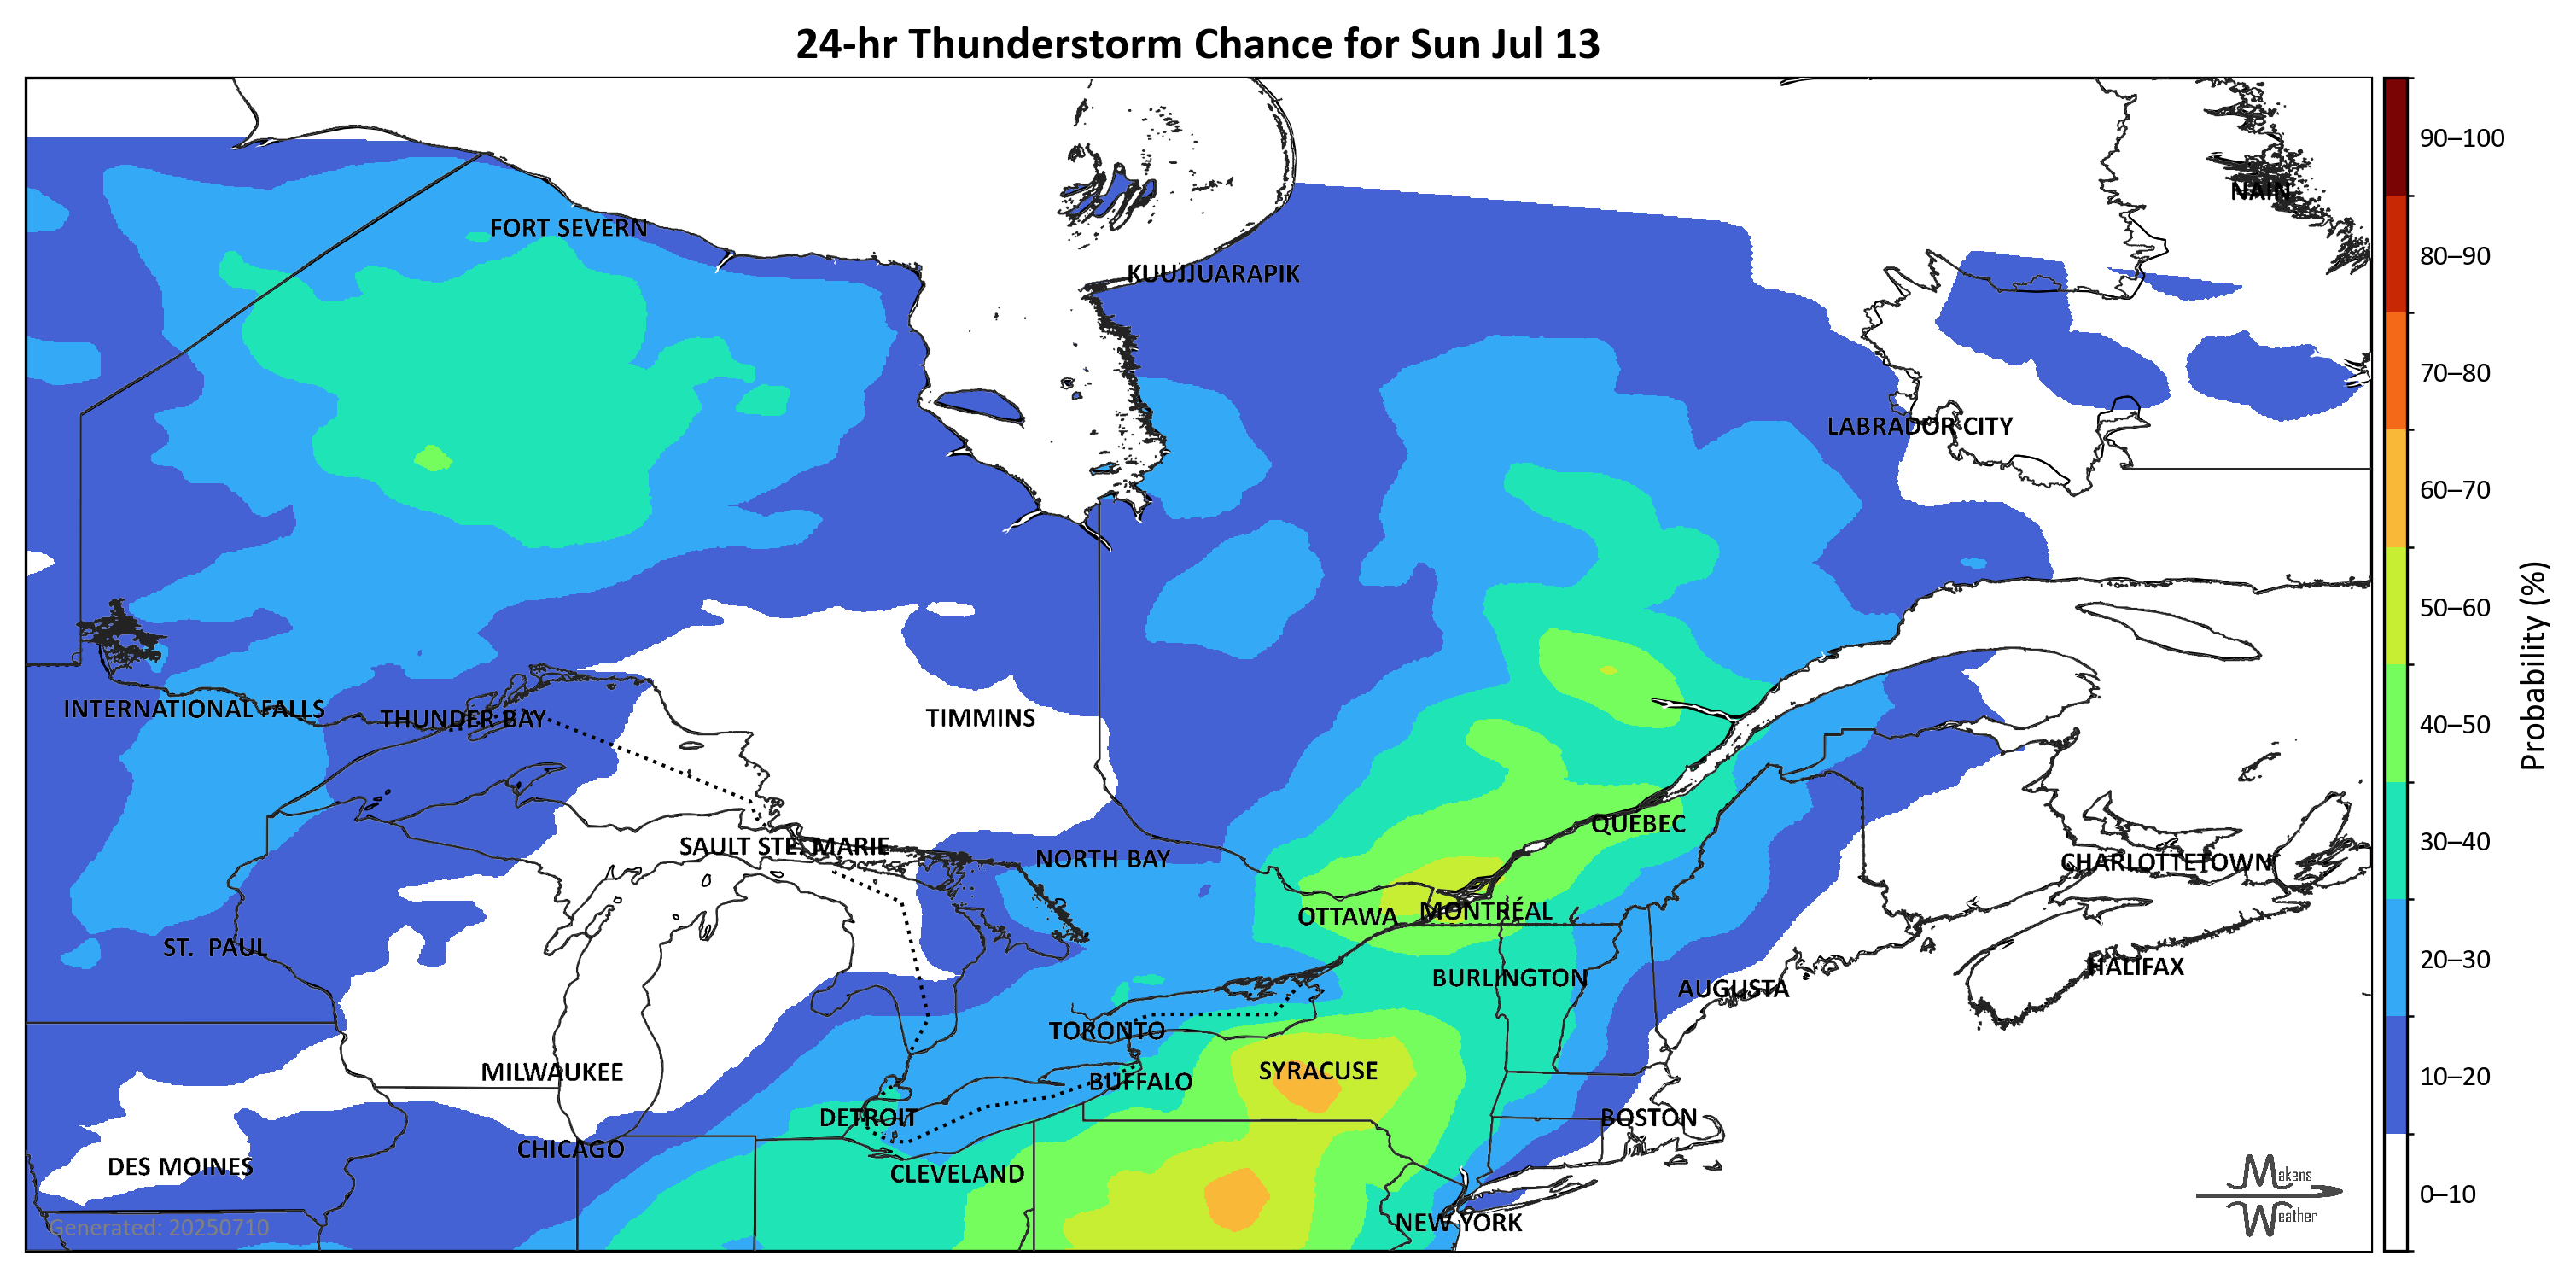 24-hr Thunderstorm Chance for Sun Jul 13
90–100
NAIN
FORT SEVERN
80–90
KUUJJUARAPIK
70–80
LABRADOR CITY
60–70
50–60
INTERNATIONAL FALLS
THUNDER BAY
TIMMINS
40–50
Probability (%)
QUEBEC
SAULT STE. MARIE
30–40
NORTH BAY
CHARLOTTETOWN
OTTAWA
MONTRÉAL
ST. PAUL
20–30
HALIFAX
BURLINGTON
AUGUSTA
TORONTO
MILWAUKEE
SYRACUSE
10–20
BUFFALO
DETROIT
BOSTON
CHICAGO
DES MOINES
CLEVELAND
Makens
Weather
0–10
NEW YORK
Generated: 20250710